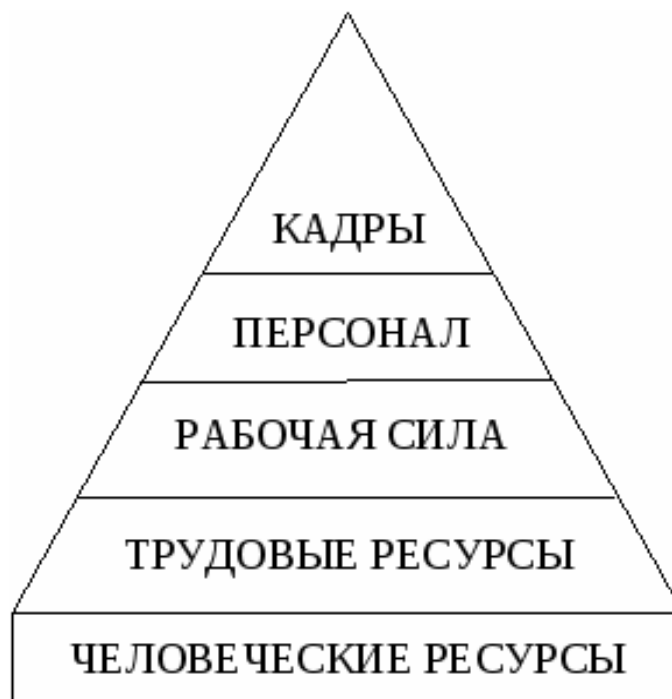 КАДРЫ
ПЕРСОНАЛ
РАБОЧАЯ СИЛА
ТРУДОВЫЕ РЕСУРСЫ
ЧЕЛОВЕЧЕСКИЕ РЕСУРСЫ